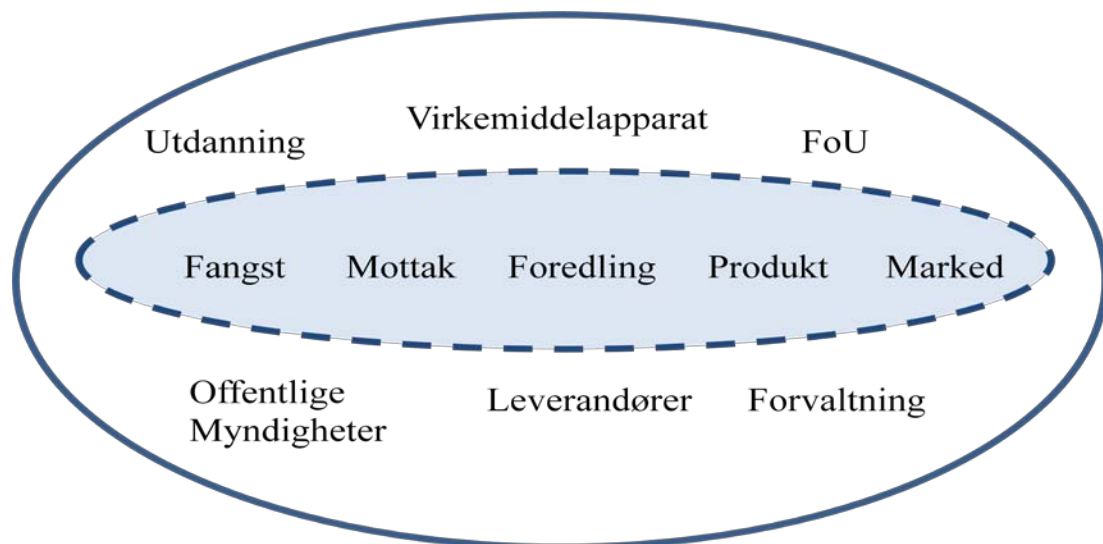 Utdanning
Virkemiddelapparat
FoU
Fangst
Mottak
Foredling
Produkt
Marked
Offentlige
Myndigheter
Leverandører
Forvaltning